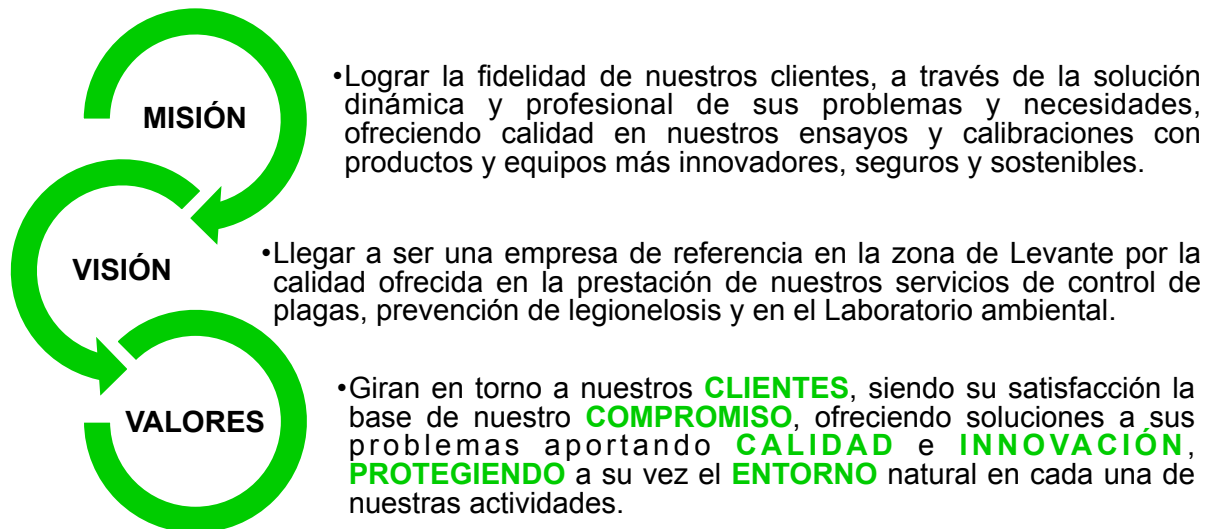 MISIÓN
•Lograr la fidelidad de nuestros clientes, a través de la solución
dinámica y profesional de sus problemas y necesidades,
ofreciendo calidad en nuestros ensayos y calibraciones con
productos y equipos más innovadores, seguros y sostenibles.
VISIÓN
•Llegar a ser una empresa de referencia en la zona de Levante por la
calidad ofrecida en la prestación de nuestros servicios de control de
plagas, prevención de legionelosis y en el Laboratorio ambiental.
VALORES
•Giran en torno a nuestros CLIENTES, siendo su satisfacción la
base de nuestro COMPROMISO, ofreciendo soluciones a sus
problemas aportando CALIDAD e INNOVACIÓN,
PROTEGIENDO a su vez el ENTORNO natural en cada una de
nuestras actividades.